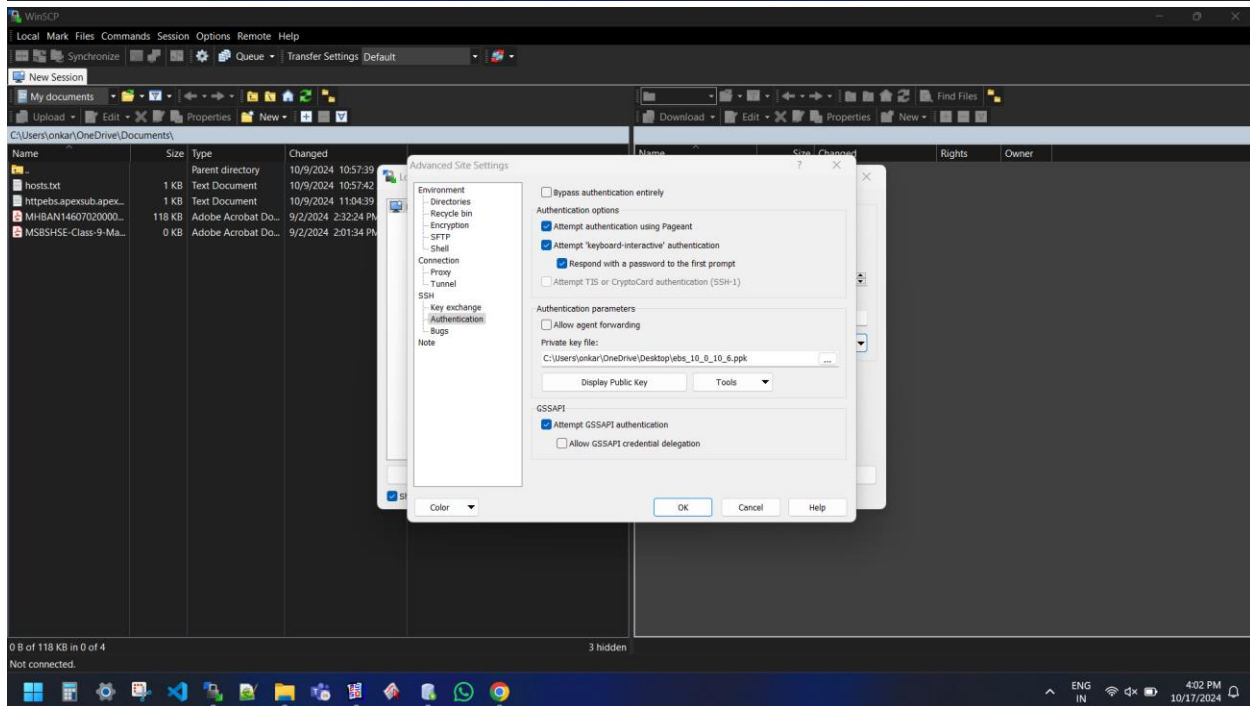 WinSCP
Local Mark Files Commands Session Options Remote Help
Synchronize Queue Transfer Settings Default
New Session
My documents Find Files
Upload Edit Properties New Download Edit Properties New
C:\Users\onkar\OneDrive\Documents\
Name Size Type Changed Name Size Changed Rights Owner
.. Parent directory 10/9/2024 10:57:39
hosts.txt 1 KB Text Document 10/9/2024 10:57:42
httpebs.apexsub.apex... 1 KB Text Document 10/9/2024 11:04:39
MHBAN14607020000... 118 KB Adobe Acrobat Do... 9/2/2024 2:32:24 PM
MSBSHSE-Class-9-Ma... 0 KB Adobe Acrobat Do... 9/2/2024 2:01:34 PM
Advanced Site Settings ?
Environment
Directories
Recycle bin
Encryption
SFTP
Shell
Connection
Proxy
Tunnel
SSH
Key exchange
Authentication
Bugs
Note
Bypass authentication entirely
Authentication options
Attempt authentication using Pageant
Attempt 'keyboard-interactive' authentication
Respond with a password to the first prompt
Attempt TIS or CryptoCard authentication (SSH-1)
Authentication parameters
Allow agent forwarding
Private key file:
C:\Users\onkar\OneDrive\Desktop\ebs_10_0_10_6.ppk ...
Display Public Key Tools
GSSAPI
Attempt GSSAPI authentication
Allow GSSAPI credential delegation
Color OK Cancel Help
0 B of 118 KB in 0 of 4 3 hidden
Not connected.
ENG 4:02 PM
IN 10/17/2024